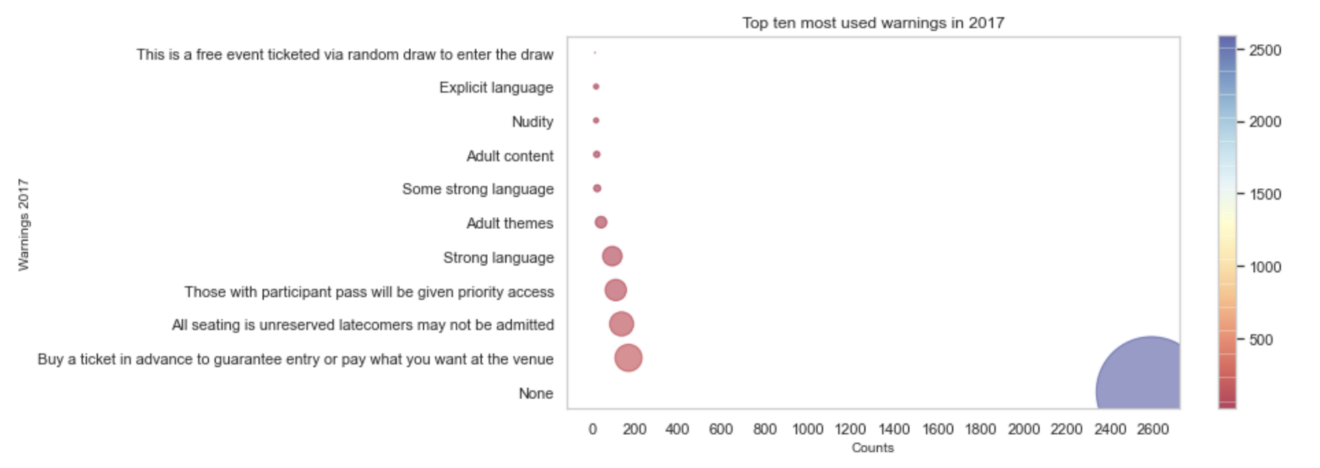 Top ten most used warnings in 2017
This is a free event ticketed via random draw to enter the draw
Explicit language
Nudity
Adult content
Some strong language
Adult themes
Strong language
Those with participant pass will be given priority access
All seating is unreserved latecomers may not be admitted
Buy a ticket in advance to guarantee entry or pay what you want at the venue
None
Warnings 2017
0 200 400 600 800 1000 1200 1400 1600 1800 2000 2200 2400 2600
Counts
2500
2000
1500
1000
500